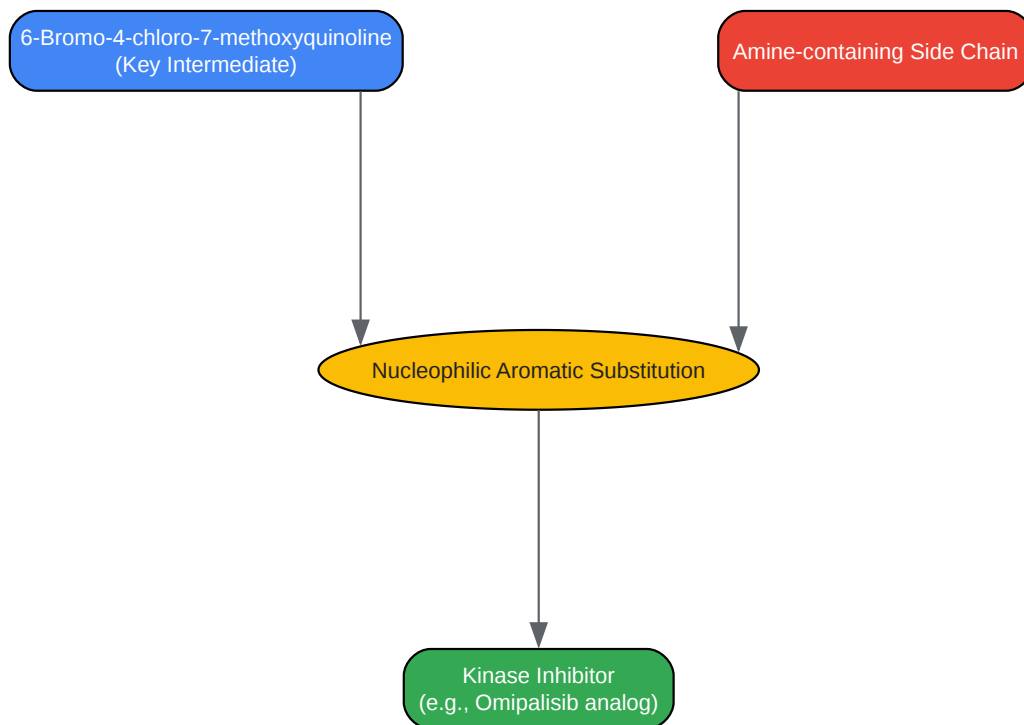 6-Bromo-4-chloro-7-methoxyquinoline
(Key Intermediate)
Amine-containing Side Chain
Nucleophilic Aromatic Substitution
Kinase Inhibitor
(e.g., Omipalisib analog)